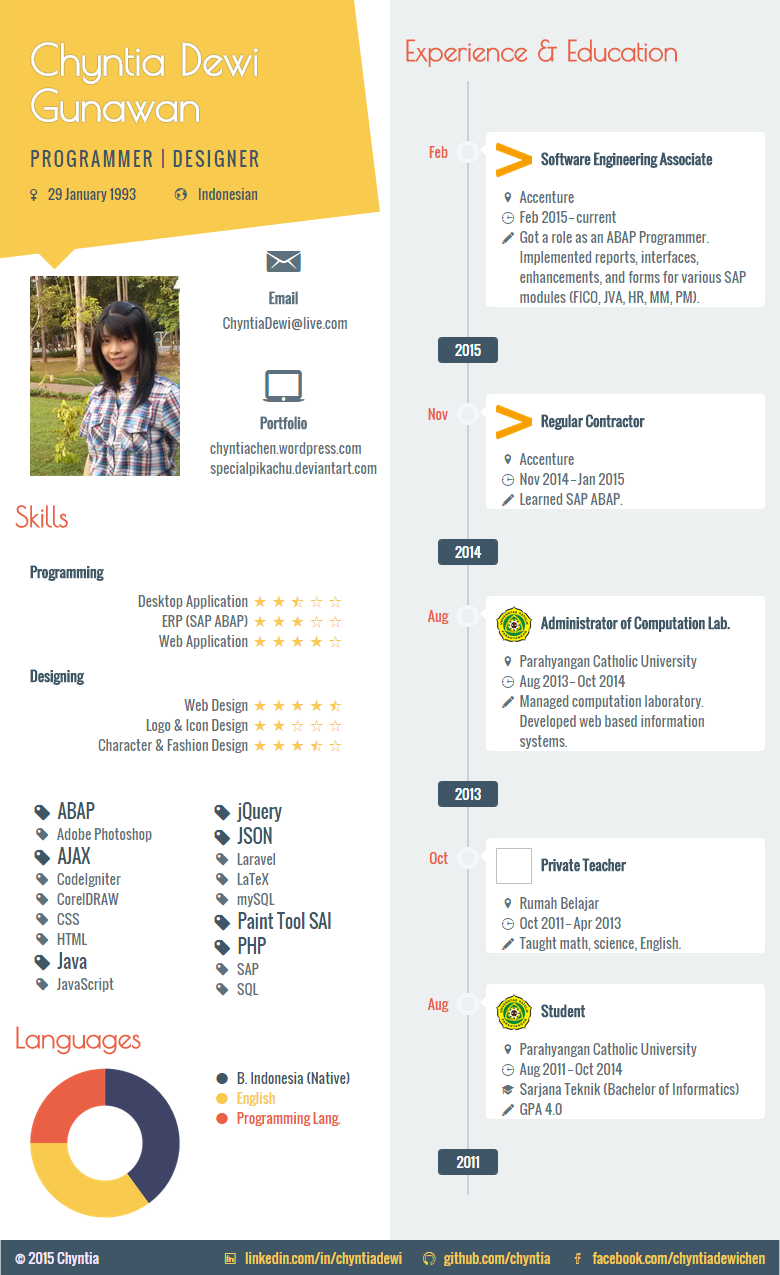 Chyntia Dewi
Gunawan
PROGRAMMER | DESIGNER
29 January 1993
Indonesian
Email
ChyntiaDewi@live.com
Portfolio
chyntiachen.wordpress.com
specialpikachu.deviantart.com
Skills
Programming
Desktop Application
ERP (SAP ABAP)
Web Application
Designing
Web Design
Logo & Icon Design
Character & Fashion Design
ABAP
Adobe Photoshop
AJAX
CodeIgniter
CorelDRAW
CSS
HTML
Java
JavaScript
jQuery
JSON
Laravel
LaTeX
mySQL
Paint Tool SAI
PHP
SAP
SQL
Languages
B. Indonesia (Native)
English
Programming Lang.
Experience & Education
Feb
Software Engineering Associate
Accenture
Feb 2015 – current
Got a role as an ABAP Programmer.
Implemented reports, interfaces,
enhancements, and forms for various SAP
modules (FICO, JVA, HR, MM, PM).
2015
Nov
Regular Contractor
Accenture
Nov 2014 – Jan 2015
Learned SAP ABAP.
2014
Aug
Administrator of Computation Lab.
Parahyangan Catholic University
Aug 2013 – Oct 2014
Managed computation laboratory.
Developed web based information
systems.
2013
Oct
Private Teacher
Rumah Belajar
Oct 2011 – Apr 2013
Taught math, science, English.
Aug
Student
Parahyangan Catholic University
Aug 2011 – Oct 2014
Sarjana Teknik (Bachelor of Informatics)
GPA 4.0
2011
© 2015 Chyntia
linkedin.com/in/chyntiadewi
github.com/chyntia
facebook.com/chyntiadewichen